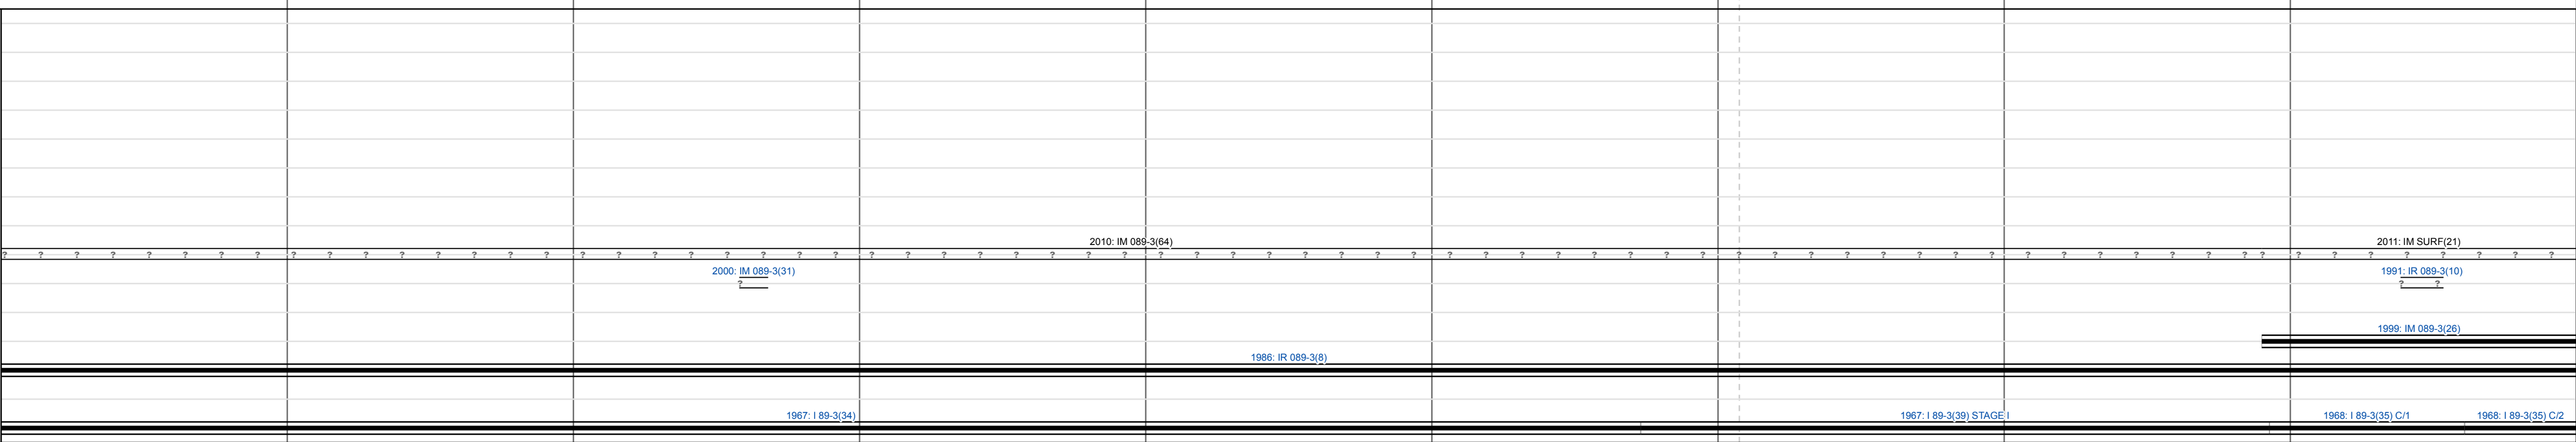 2010: IM 089-3(64)
2011: IM SURF(21)
? ? ? ? ? ? ? ? ? ? ? ? ? ? ? ? ? ? ? ? ? ? ? ? ? ? ? ? ? ? ? ? ? ? ? ? ? ? ? ? ? ? ? ? ? ? ? ? ? ? ? ? ? ? ? ? ? ? ? ? ? ? ? ? ? ? ? ? ? ? ? ? ?
2000: IM 089-3(31)
1991: IR 089-3(10)
?
? ?
1999: IM 089-3(26)
1986: IR 089-3(8)
1967: I 89-3(34)
1967: I 89-3(39) STAGE I
1968: I 89-3(35) C/1
1968: I 89-3(35) C/2